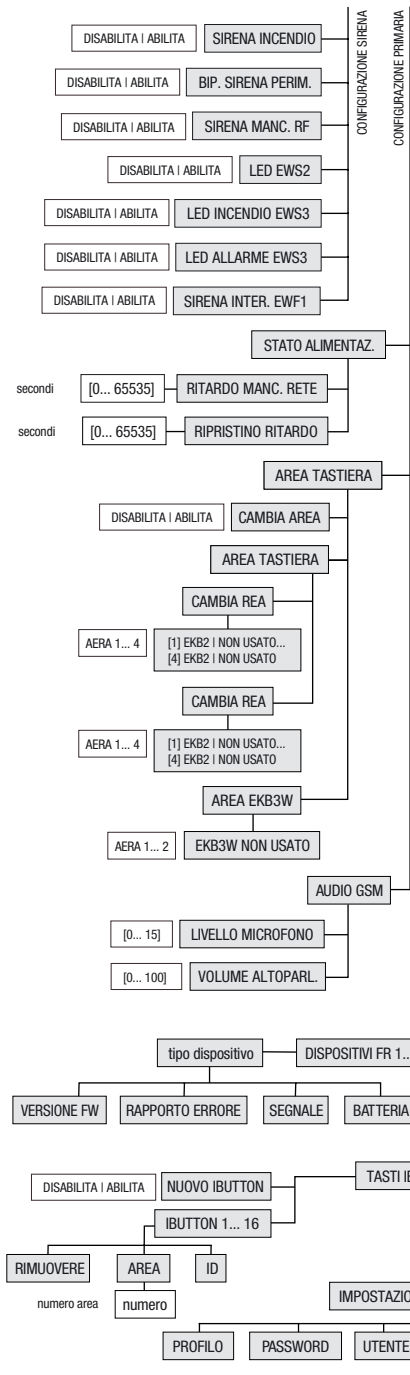 DISABILITA | ABILITA SIRENA INCENDIO
CONFIGURAZIONE SIRENA
CONFIGURAZIONE PRIMARIA
DISABILITA | ABILITA BIP. SIRENA PERIM.
DISABILITA | ABILITA SIRENA MANC. RF
DISABILITA | ABILITA LED EWS2
DISABILITA | ABILITA LED INCENDIO EWS3
DISABILITA | ABILITA LED ALLARME EWS3
DISABILITA | ABILITA SIRENA INTER. EWF1
STATO ALIMENTAZ.
secondi [0... 65535] RITARDO MANC. RETE
secondi [0... 65535] RIPRISTINO RITARDO
AREA TASTIERA
DISABILITA | ABILITA CAMBIA AREA
AREA TASTIERA
CAMBIA REA
AERA 1... 4 [1] EKB2 | NON USATO...
[4] EKB2 | NON USATO
CAMBIA REA
AERA 1... 4 [1] EKB2 | NON USATO...
[4] EKB2 | NON USATO
AREA EKB3W
AERA 1... 2 EKB3W NON USATO
AUDIO GSM
[0... 15] LIVELLO MICROFONO
[0... 100] VOLUME ALTOPARL.
tipo dispositivo DISPOSITIVI FR 1..
VERSIONE FW RAPPORTO ERRORE SEGNALE BATTERIA
TASTI IB
DISABILITA | ABILITA NUOVO IBUTTON
IBUTTON 1... 16
RIMUOVERE AREA ID
numero area numero
IMPOSTAZIO
PROFILO PASSWORD UTENTE